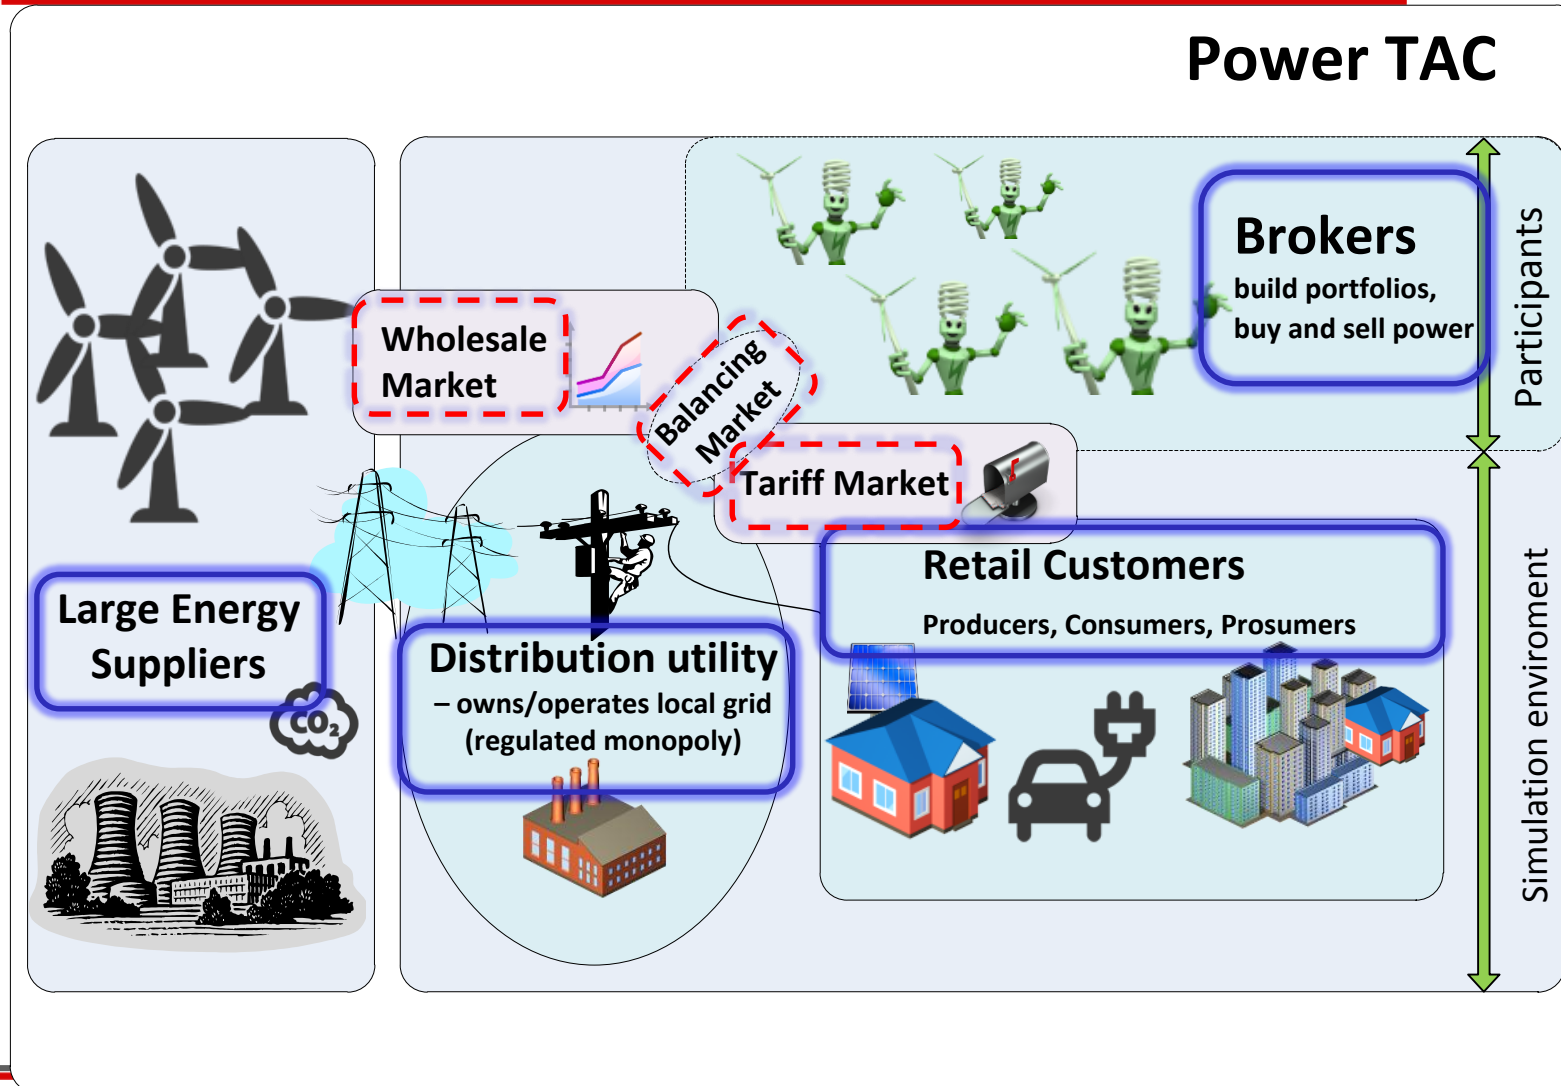 Power TAC
Brokers
build portfolios,
buy and sell power
Participants
Wholesale
Market
Balancing
Market
Tariff Market
Retail Customers
Producers, Consumers, Prosumers
Large Energy
Suppliers
CO₂
Distribution utility
– owns/operates local grid
(regulated monopoly)
Simulation enviroment